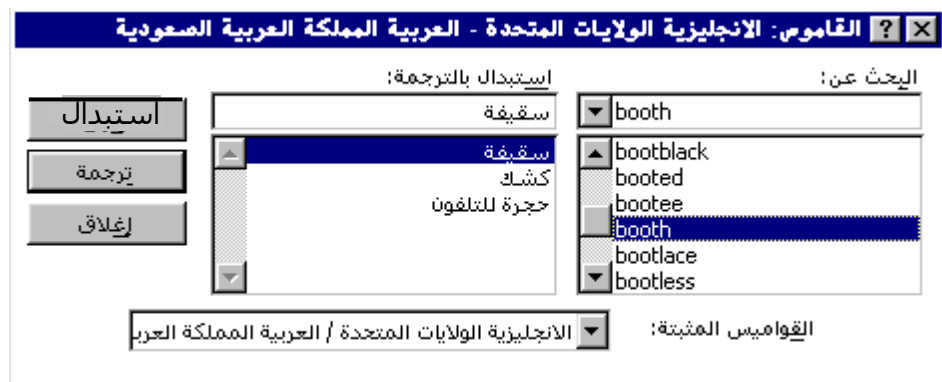 القاموس: الانجليزية الولايات المتحدة - العربية المملكة العربية السعودية
البحث عن:
booth
bootblack
booted
bootee
booth
bootlace
bootless
استبدال بالترجمة:
سقيفة
سقيفة
كشك
حجرة للتلفون
استبدال
ترجمة
إغلاق
القواميس المثبتة:
الانجليزية الولايات المتحدة / العربية المملكة العربـ